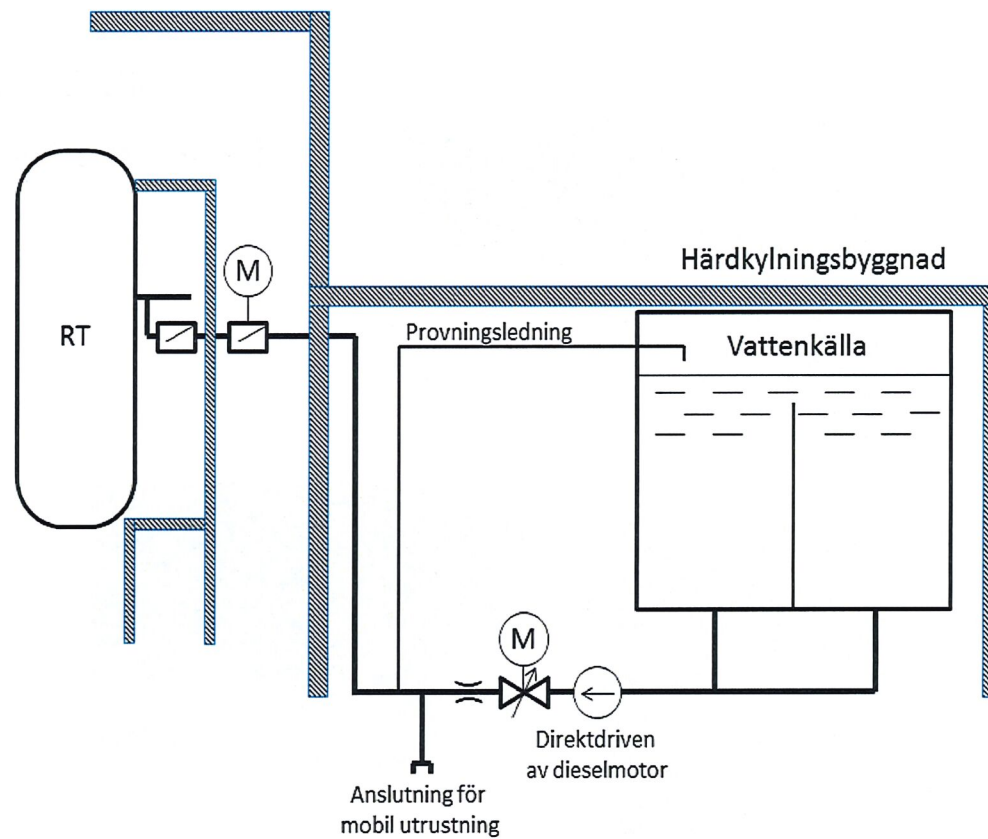 Härdkylningsbyggnad
M
RT
Provningsledning
Vattenkälla
M
Direktdriven
av dieselmotor
Anslutning för
mobil utrustning